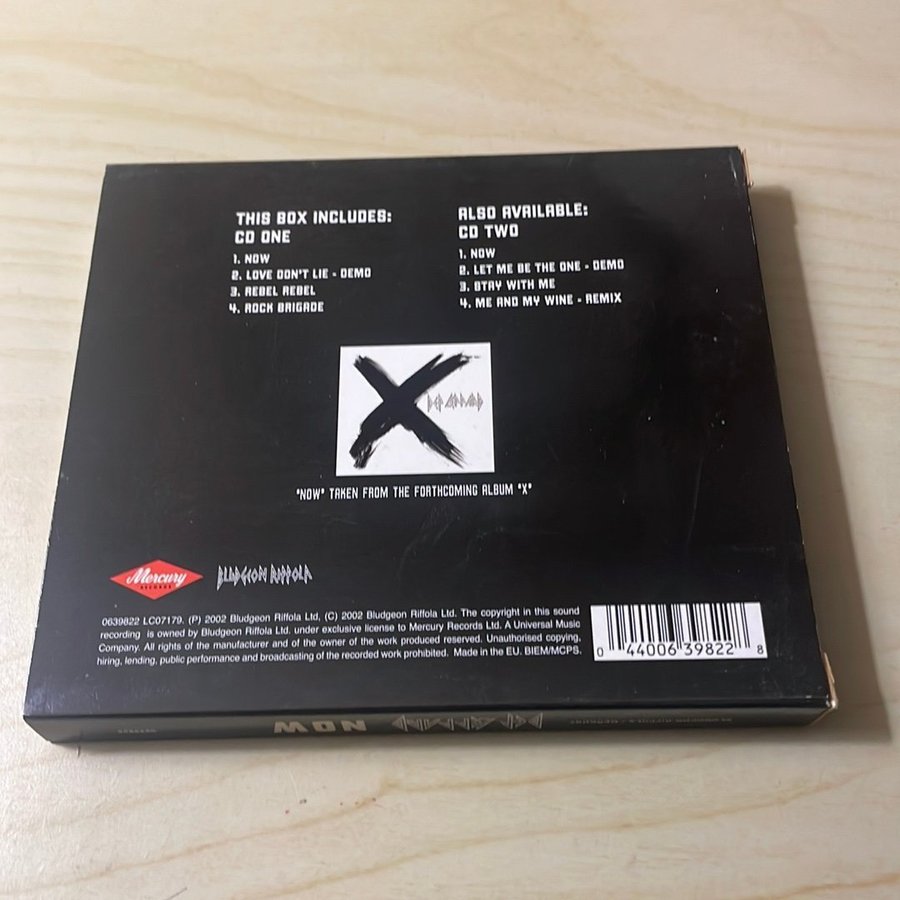 THIS BOX INCLUDES:
CD ONE
1. NOW
2. LOVE DON'T LIE - DEMO
3. REBEL REBEL
4. ROCK BRIGADE
ALSO AVAILABLE:
CD TWO
1. NOW
2. LET ME BE THE ONE - DEMO
3. STAY WITH ME
4. ME AND MY WINE - REMIX
X
DEF LEPPARD
"NOW" TAKEN FROM THE FORTHCOMING ALBUM "X"
Mercury
RECORDS
BLUDGEON RIFFOLA
0639822 LC07179. (P) 2002 Bludgeon Riffola Ltd, (C) 2002 Bludgeon Riffola Ltd. The copyright in this sound
recording is owned by Bludgeon Riffola Ltd. under exclusive license to Mercury Records Ltd. A Universal Music
Company. All rights of the manufacturer and of the owner of the work produced reserved. Unauthorised copying,
hiring, lending, public performance and broadcasting of the recorded work prohibited. Made in the EU. BIEM/MCPS.
0 44006 39822 8
DEF LEPPARD NOW